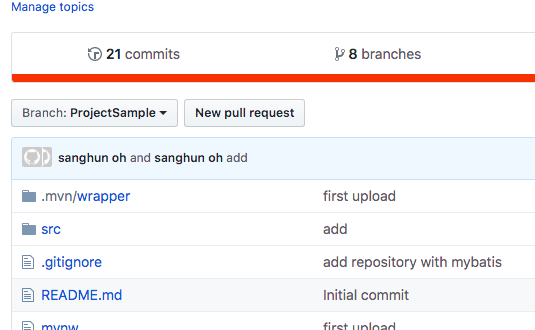 Manage topics
21 commits
8 branches
Branch: ProjectSample
New pull request
sanghun oh and sanghun oh add
.mvn/wrapper first upload
src add
.gitignore add repository with mybatis
README.md Initial commit
mvnw first upload